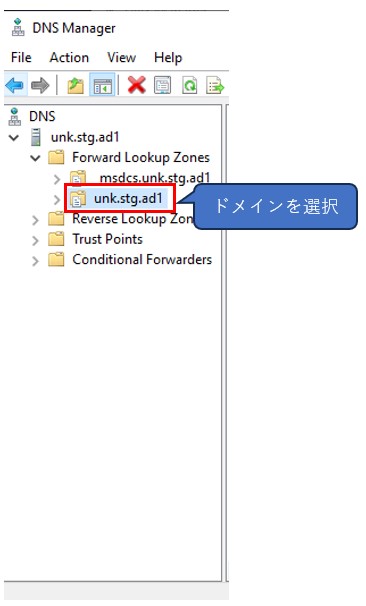 DNS Manager
File Action View Help
DNS
unk.stg.ad1
Forward Lookup Zones
_msdcs.unk.stg.ad1
unk.stg.ad1
ドメインを選択
Reverse Lookup Zon
Trust Points
Conditional Forwarders